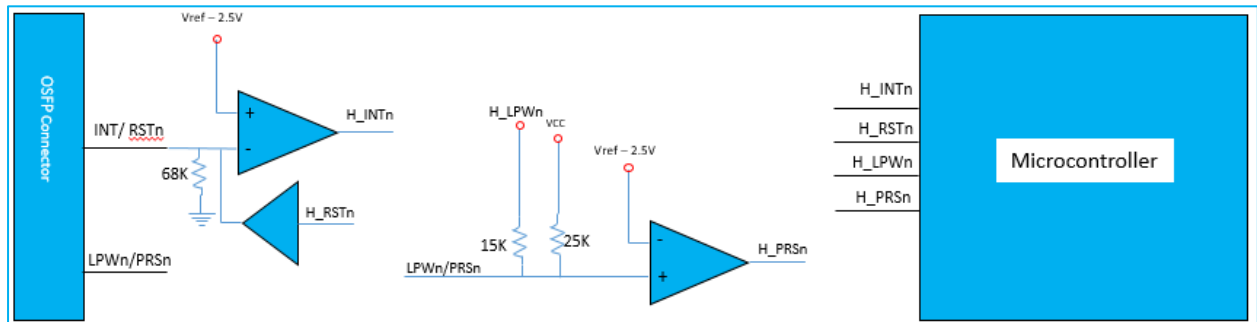 OSFP Connector
Vref – 2.5V
+
-
H_INTn
INT/ RSTn
68K
H_RSTn
LPWn/PRSn
H_LPWn
VCC
Vref – 2.5V
15K
25K
-
+
H_PRSn
LPWn/PRSn
H_INTn
H_RSTn
H_LPWn
H_PRSn
Microcontroller